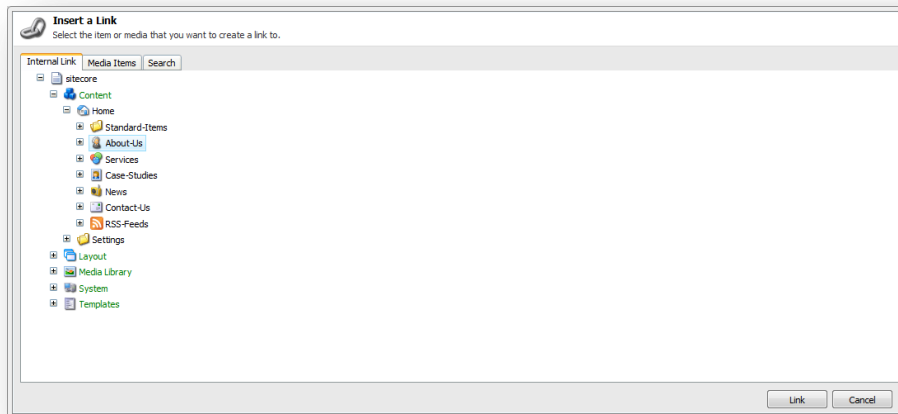 Insert a Link
Select the item or media that you want to create a link to.
Internal Link Media Items Search
sitecore
Content
Home
Standard-Items
About-Us
Services
Case-Studies
News
Contact-Us
RSS-Feeds
Settings
Layout
Media Library
System
Templates
Link Cancel